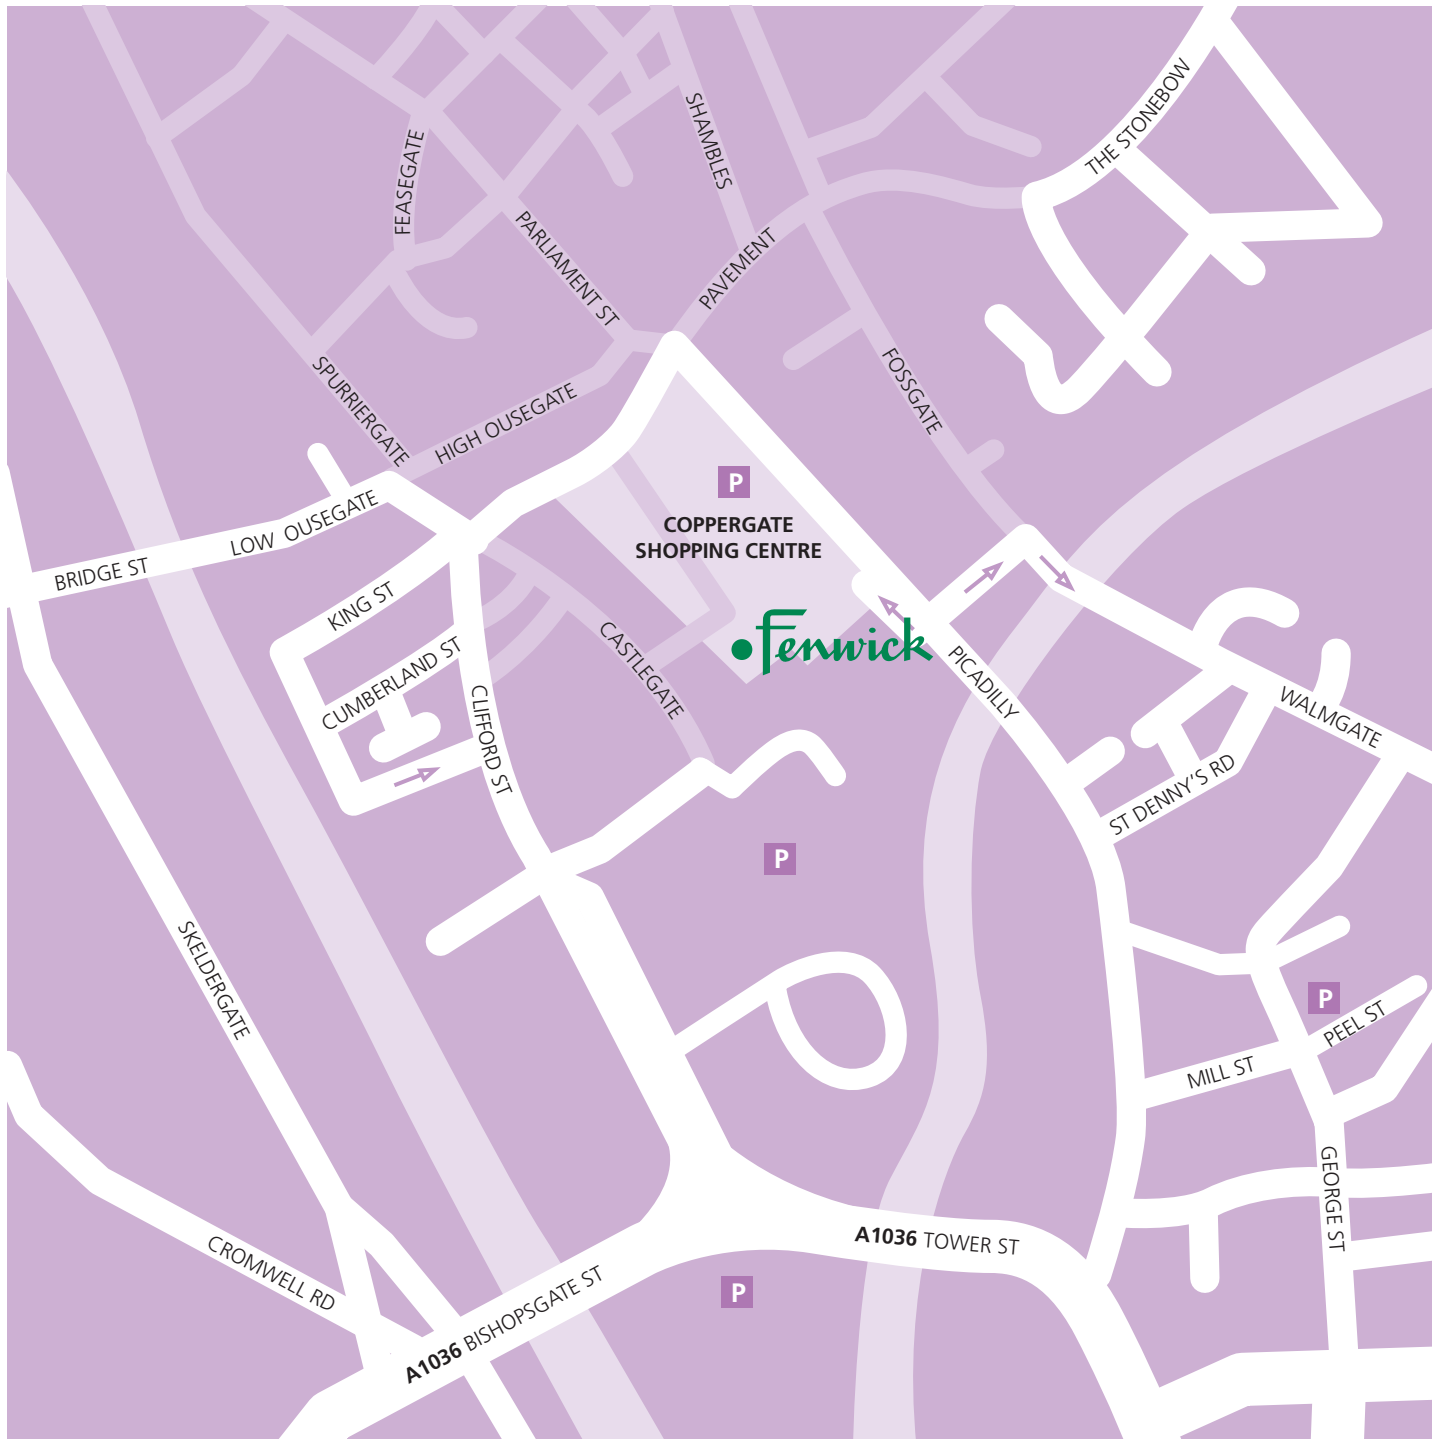 THE STONEBOW
SHAMBLES
FEASEGATE
PARLIAMENT ST
PAVEMENT
SPURRIERGATE
HIGH OUSEGATE
FOSSGATE
P
COPPERGATE
SHOPPING CENTRE
LOW OUSEGATE
BRIDGE ST
KING ST
CUMBERLAND ST
CASTLEGATE
Fenwick
PICADILLY
CLIFFORD ST
WALMGATE
ST DENNY'S RD
P
SKELDERGATE
P
PEEL ST
MILL ST
GEORGE ST
A1036 TOWER ST
CROMWELL RD
P
A1036 BISHOPSGATE ST